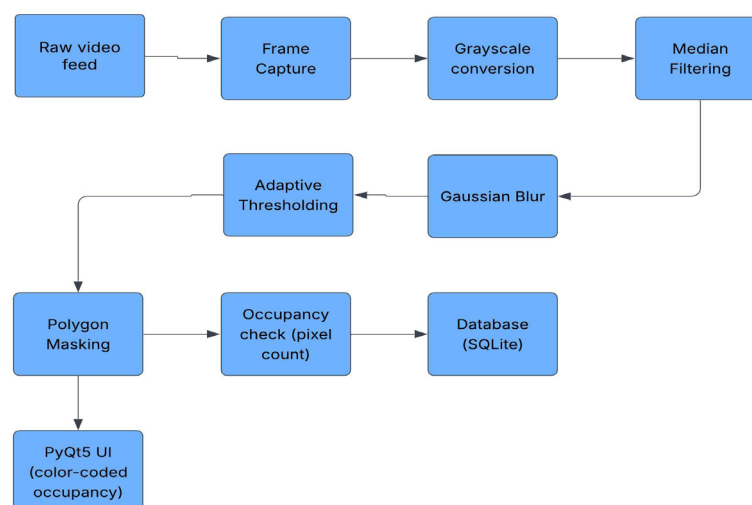 Raw video
feed
Frame
Capture
Grayscale
conversion
Median
Filtering
Adaptive
Thresholding
Gaussian Blur
Polygon
Masking
Occupancy
check (pixel
count)
Database
(SQLite)
PyQt5 UI
(color-coded
occupancy)